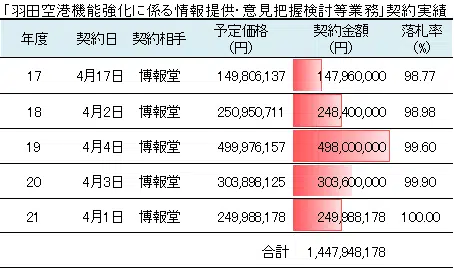 「羽田空港機能強化に係る情報提供・意見把握検討等業務」契約実績
年度 契約日 契約相手 予定価格(円) 契約金額(円) 落札率(%)
17 4月17日 博報堂 149,806,137 147,960,000 98.77
18 4月2日 博報堂 250,950,711 248,400,000 98.98
19 4月4日 博報堂 499,976,157 498,000,000 99.60
20 4月3日 博報堂 303,898,125 303,600,000 99.90
21 4月1日 博報堂 249,988,178 249,988,178 100.00
合計 1,447,948,178